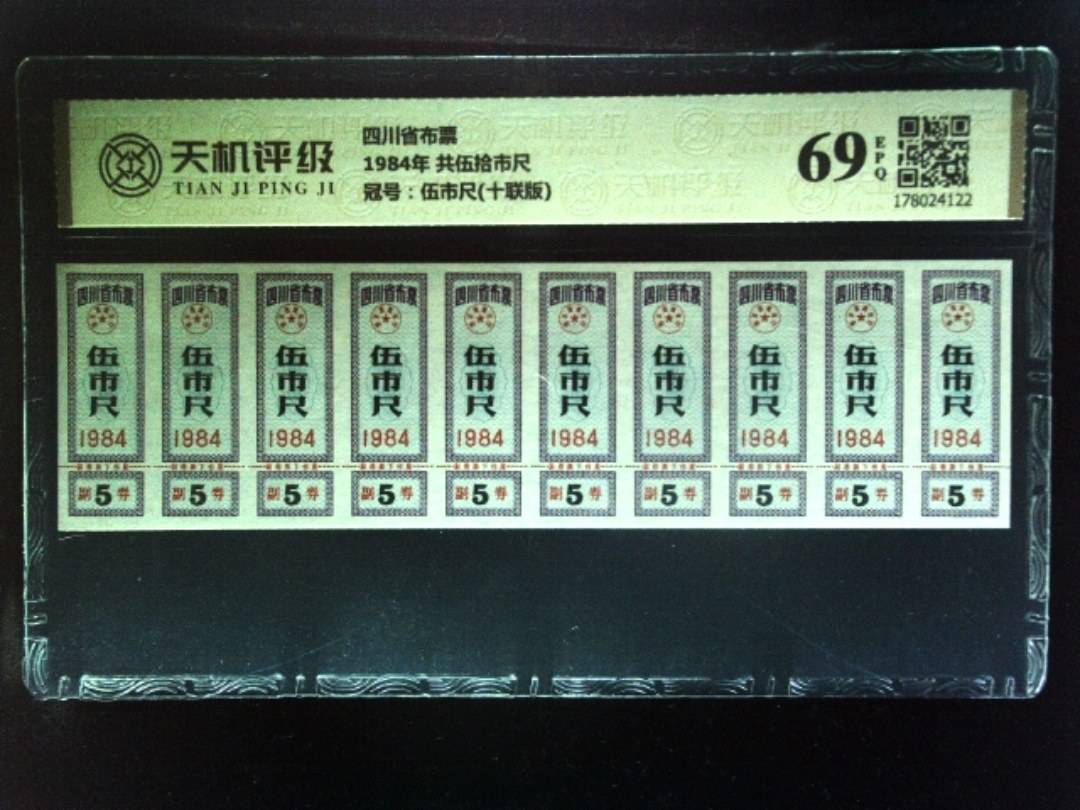 天机评级
TIAN JI PING JI
四川省布票
1984年 共伍拾市尺
冠号：伍市尺(十联版)
69
EPQ
178024122
四川省布票 四川省布票 四川省布票 四川省布票 四川省布票 四川省布票 四川省布票 四川省布票 四川省布票 四川省布票
伍市尺 伍市尺 伍市尺 伍市尺 伍市尺 伍市尺 伍市尺 伍市尺 伍市尺 伍市尺
1984 1984 1984 1984 1984 1984 1984 1984 1984 1984
副5券 副5券 副5券 副5券 副5券 副5券 副5券 副5券 副5券 副5券